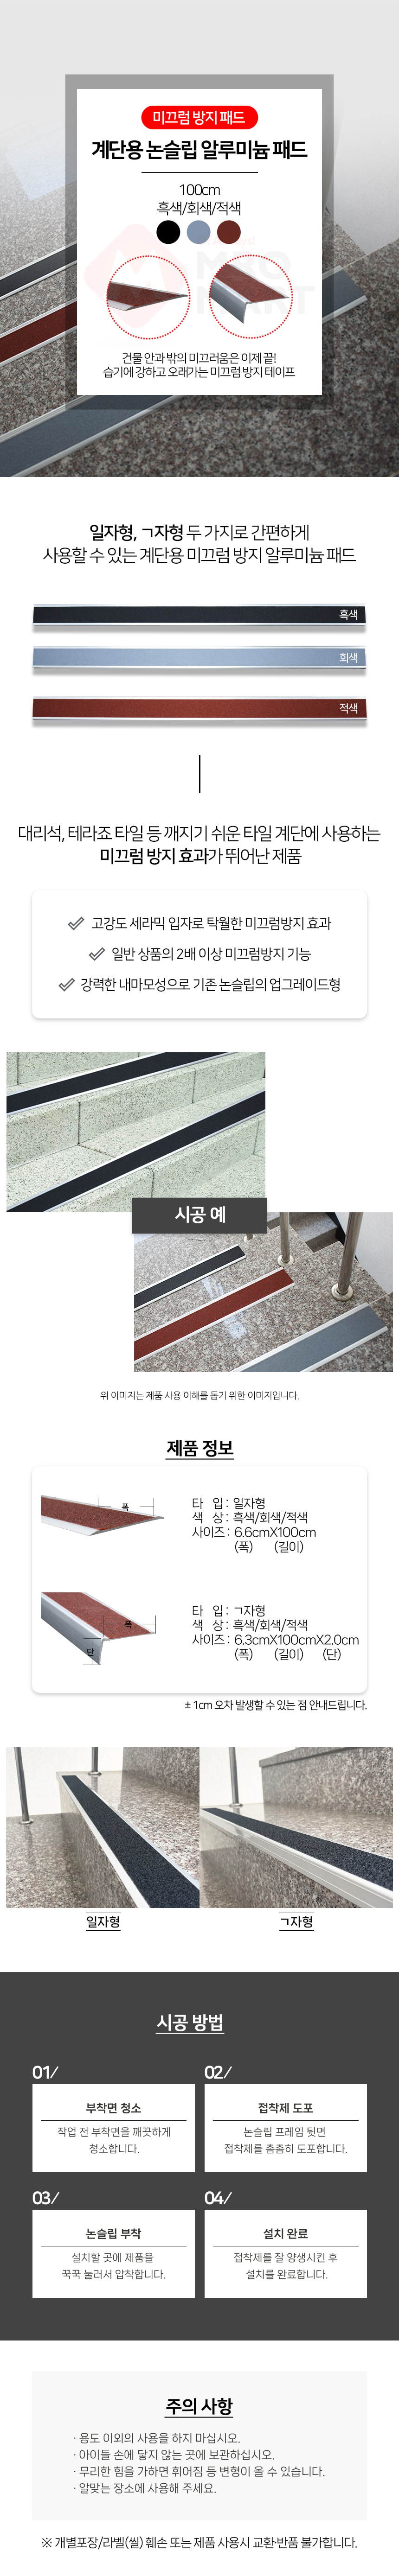 미끄럼 방지 패드
계단용 논슬립 알루미늄 패드
100cm
흑색/회색/적색
건물 안과 밖의 미끄러움은 이제 끝!
습기에 강하고 오래가는 미끄럼 방지 테이프
일자형, ㄱ자형 두 가지로 간편하게
사용할 수 있는 계단용 미끄럼 방지 알루미늄 패드
흑색
회색
적색
대리석, 테라죠 타일 등 깨지기 쉬운 타일 계단에 사용하는
미끄럼 방지 효과가 뛰어난 제품
고강도 세라믹 입자로 탁월한 미끄럼방지 효과
일반 상품의 2배 이상 미끄럼방지 기능
강력한 내마모성으로 기존 논슬립의 업그레이드형
시공 예
위 이미지는 제품 사용 이해를 돕기 위한 이미지입니다.
제품 정보
폭
타 입 : 일자형
색 상 : 흑색/회색/적색
사이즈 : 6.6cmX100cm
(폭) (길이)
폭
단
타 입 : ㄱ자형
색 상 : 흑색/회색/적색
사이즈 : 6.3cmX100cmX2.0cm
(폭) (길이) (단)
± 1cm 오차 발생할 수 있는 점 안내드립니다.
일자형
ㄱ자형
시공 방법
01/
부착면 청소
작업 전 부착면을 깨끗하게
청소합니다.
02/
접착제 도포
논슬립 프레임 뒷면
접착제를 촘촘히 도포합니다.
03/
논슬립 부착
설치할 곳에 제품을
꾹꾹 눌러서 압착합니다.
04/
설치 완료
접착제를 잘 양생시킨 후
설치를 완료합니다.
주의 사항
· 용도 이외의 사용을 하지 마십시오.
· 아이들 손에 닿지 않는 곳에 보관하십시오.
· 무리한 힘을 가하면 휘어짐 등 변형이 올 수 있습니다.
· 알맞는 장소에 사용해 주세요.
※ 개별포장/라벨(씰) 훼손 또는 제품 사용시 교환·반품 불가합니다.